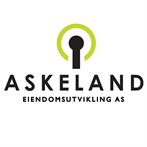 ASKELAND
EIENDOMSUTVIKLING AS